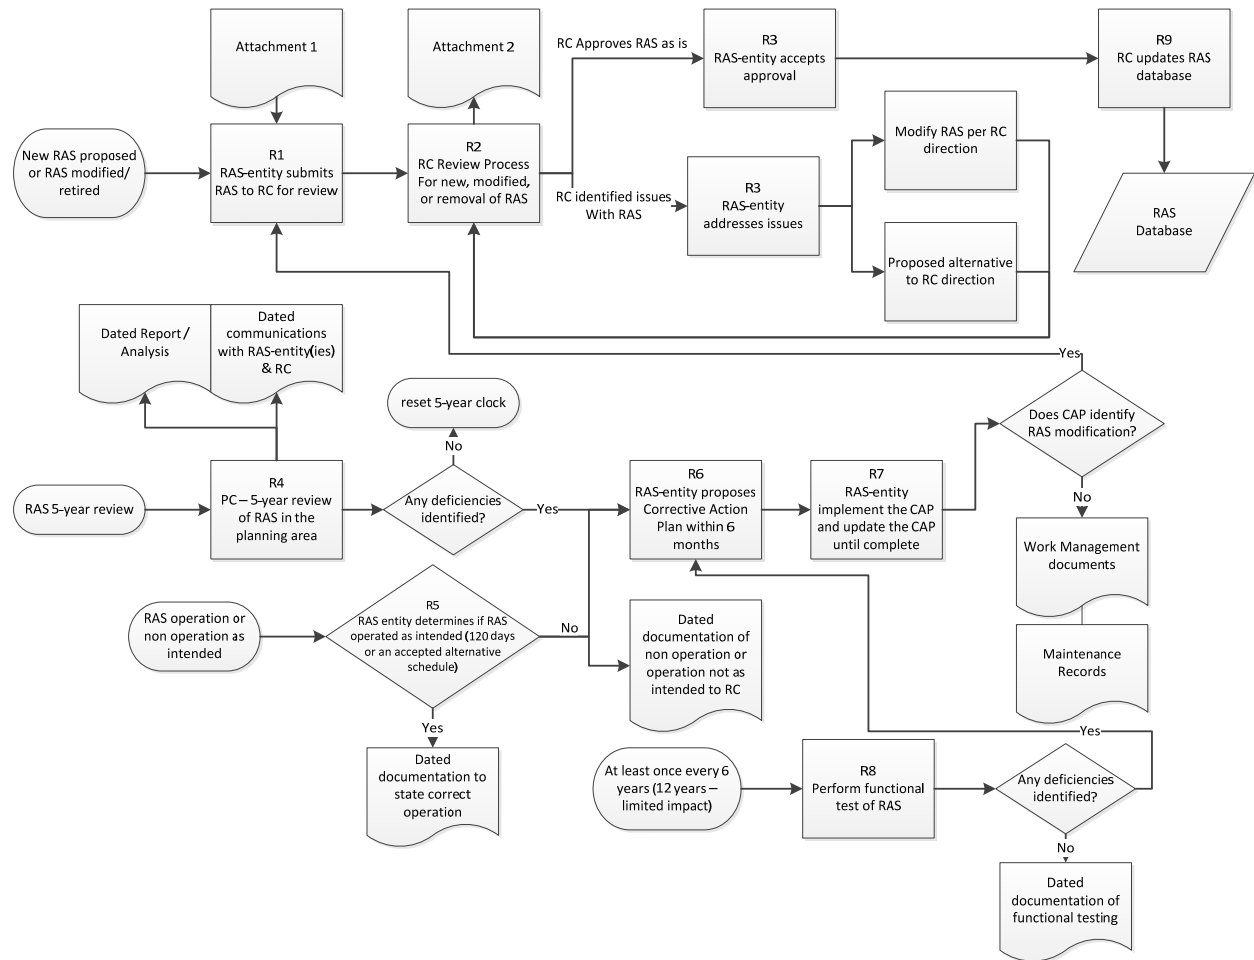 Attachment 1
Attachment 2
RC Approves RAS as is
R3
RAS-entity accepts
approval
R9
RC updates RAS
database
New RAS proposed
or RAS modified/
retired
R1
RAS-entity submits
RAS to RC for review
R2
RC Review Process
For new, modified,
or removal of RAS
RC identified issues
With RAS
R3
RAS-entity
addresses issues
Modify RAS per RC
direction
Proposed alternative
to RC direction
RAS
Database
Dated Report/
Analysis
Dated
communications
with RAS-entity(ies)
& RC
Yes
reset 5-year clock
No
Does CAP identify
RAS modification?
RAS 5-year review
R4
PC – 5-year review
of RAS in the
planning area
Any deficiencies
identified?
Yes
R6
RAS-entity proposes
Corrective Action
Plan within 6
months
R7
RAS-entity
implement the CAP
and update the CAP
until complete
No
Work Management
documents
Maintenance
Records
RAS operation or
non operation as
intended
R5
RAS entity determines if RAS
operated as intended (120 days
or an accepted alternative
schedule)
No
Dated
documentation of
non operation or
operation not as
intended to RC
Yes
Dated
documentation to
state correct
operation
At least once every 6
years (12 years –
limited impact)
R8
Perform functional
test of RAS
Any deficiencies
identified?
Yes
No
Dated
documentation of
functional testing